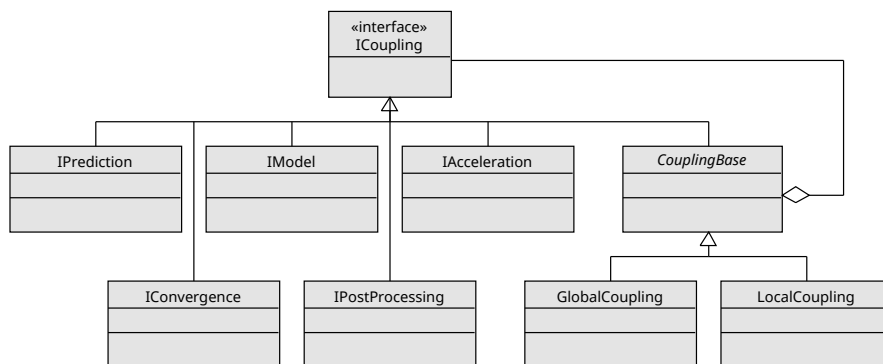 «interface»
ICoupling
IPrediction
IModel
IAcceleration
CouplingBase
IConvergence
IPostProcessing
GlobalCoupling
LocalCoupling